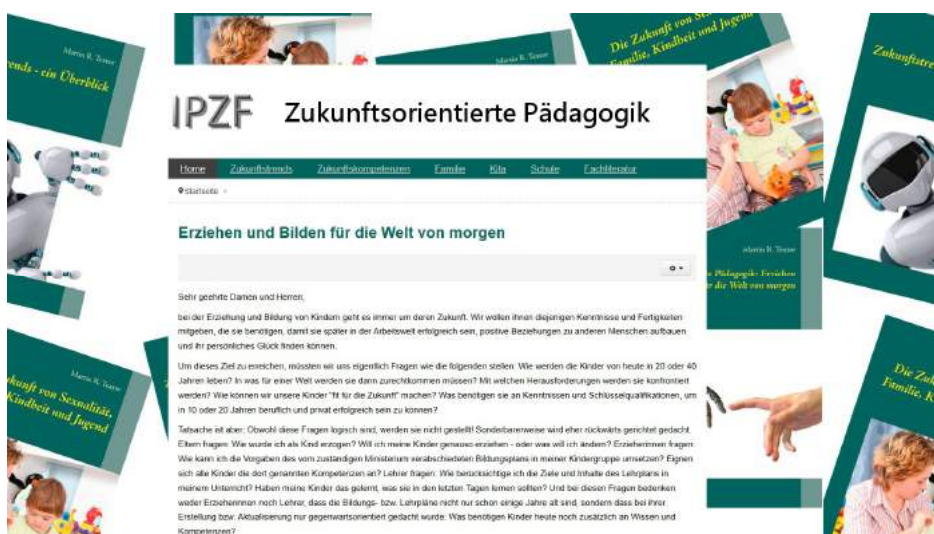 Martin R. Textor
ends - ein Überblick
Martin R. Textor
Die Zukunft von Sexualität,
Familie, Kindheit und Jugend
Zukunftstre
IPZF Zukunftsorientierte Pädagogik
Home Zukunftstrends Zukunftskompetenzen Familie Kita Schule Fachliteratur
Startseite
Erziehen und Bilden für die Welt von morgen
Martin R. Textor
e Pädagogik: Erziehen
r die Welt von morgen
Sehr geehrte Damen und Herren,
bei der Erziehung und Bildung von Kindern geht es immer um deren Zukunft. Wir wollen ihnen diejenigen Kenntnisse und Fertigkeiten
mitgeben, die sie benötigen, damit sie später in der Arbeitswelt erfolgreich sein, positive Beziehungen zu anderen Menschen aufbauen
und ihr persönliches Glück finden können.
Um dieses Ziel zu erreichen, müssten wir uns eigentlich Fragen wie die folgenden stellen: Wie werden die Kinder von heute in 20 oder 40
Jahren leben? In was für einer Welt werden sie dann zurechtkommen müssen? Mit welchen Herausforderungen werden sie konfrontiert
werden? Wie können wir unsere Kinder "fit für die Zukunft" machen? Was benötigen sie an Kenntnissen und Schlüsselqualifikationen, um
in 10 oder 20 Jahren beruflich und privat erfolgreich sein zu können?
Tatsache ist aber: Obwohl diese Fragen logisch sind, werden sie nicht gestellt! Sonderbarerweise wird eher rückwärts gerichtet gedacht.
Eltern fragen: Wie wurde ich als Kind erzogen? Will ich meine Kinder genauso erziehen - oder was will ich ändern? Erzieherinnen fragen:
Wie kann ich die Vorgaben des vom zuständigen Ministerium verabschiedeten Bildungsplans in meiner Kindergruppe umsetzen? Eignen
sich alle Kinder die dort genannten Kompetenzen an? Lehrer fragen: Wie berücksichtige ich die Ziele und Inhalte des Lehrplans in
meinem Unterricht? Haben meine Kinder das gelernt, was sie in den letzten Tagen lernen sollten? Und bei diesen Fragen bedenken
weder Erzieherinnen noch Lehrer, dass die Bildungs- bzw. Lehrpläne nicht nur schon einige Jahre alt sind, sondern dass bei ihrer
Erstellung bzw. Aktualisierung nur gegenwartsorientiert gedacht wurde: Was benötigen Kinder heute noch zusätzlich an Wissen und
Kompetenzen?
Martin R. Textor
kunft von Sexualität,
Kindheit und Jugend
Die Zuk
Familie, K